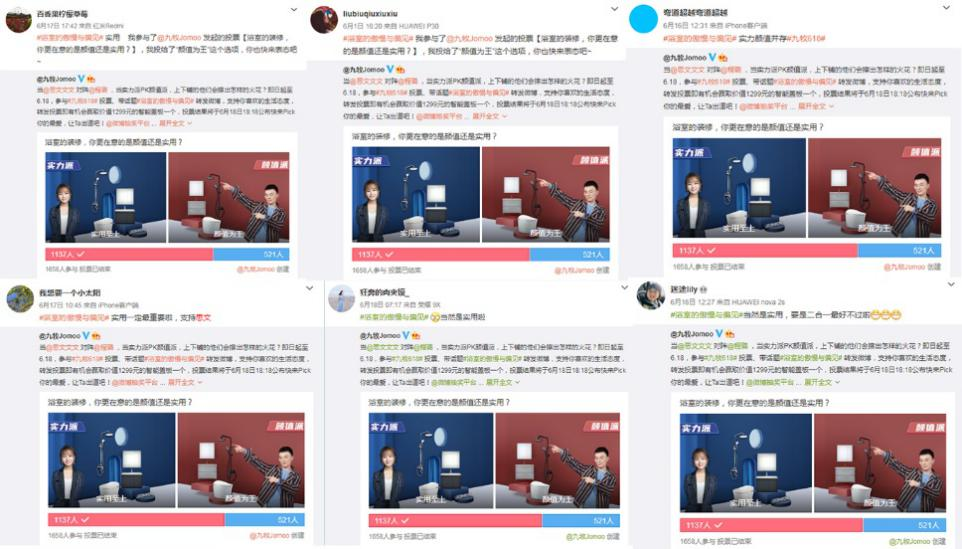 百香果柠檬草莓
6月17日 17:42 来自 红米Redmi
#浴室的傲慢与偏见# 实用 我参与了@九牧Jomoo 发起的投票【浴室的装修，
你更在意的是颜值还是实用？】，我投给了“颜值为王”这个选项，你也快来表态吧
~
@九牧Jomoo
当@思文文文 对阵@程璐，当实力派PK颜值派，上下铺的他们会擦出怎样的火花？即日起至
6.18，参与#九牧618# 投票、带话题#浴室的傲慢与偏见# 转发微博，支持你喜欢的生活态度，
转发投票即有机会赢取价值1299元的智能盖板一个，投票结果将于6月18日18:18公布快来Pick
你的最爱，让Ta出道吧！@微博抽奖平台 ... 展开全文
浴室的装修，你更在意的是颜值还是实用？
实力派
颜值派
实用至上
颜值为王
1137人
521人
1658人参与 投票已结束
@九牧Jomoo 创建
liubiuqiuxiuxiu
6月1日 16:20 来自 HUAWEI P30
#浴室的傲慢与偏见# 我参与了@九牧Jomoo 发起的投票【浴室的装修，你更在意
的是颜值还是实用？】，我投给了“颜值为王”这个选项，你也快来表态吧~
@九牧Jomoo
当@思文文文 对阵@程璐，当实力派PK颜值派，上下铺的他们会擦出怎样的火花？即日起至
6.18，参与#九牧618# 投票、带话题#浴室的傲慢与偏见# 转发微博，支持你喜欢的生活态度，
转发投票即有机会赢取价值1299元的智能盖板一个，投票结果将于6月18日18:18公布快来Pick
你的最爱，让Ta出道吧！@微博抽奖平台 ... 展开全文
浴室的装修，你更在意的是颜值还是实用？
实力派
颜值派
实用至上
颜值为王
1137人
521人
1658人参与 投票已结束
@九牧Jomoo 创建
弯道超越弯道超越
6月16日 12:31 来自 iPhone客户端
#浴室的傲慢与偏见# 实力颜值并存#九牧618#
@九牧Jomoo
当@思文文文 对阵@程璐，当实力派PK颜值派，上下铺的他们会擦出怎样的火花？即日起至
6.18，参与#九牧618# 投票、带话题#浴室的傲慢与偏见# 转发微博，支持你喜欢的生活态度，
转发投票即有机会赢取价值1299元的智能盖板一个，投票结果将于6月18日18:18公布快来Pick
你的最爱，让Ta出道吧！@微博抽奖平台 ... 展开全文
浴室的装修，你更在意的是颜值还是实用？
实力派
颜值派
实用至上
颜值为王
1137人
521人
1658人参与 投票已结束
@九牧Jomoo 创建
我想要一个小太阳
6月17日 10:45 来自 iPhone客户端
#浴室的傲慢与偏见# 实用一定最重要啦，支持思文
@九牧Jomoo
当@思文文文 对阵@程璐，当实力派PK颜值派，上下铺的他们会擦出怎样的火花？即日起至
6.18，参与#九牧618# 投票、带话题#浴室的傲慢与偏见# 转发微博，支持你喜欢的生活态度，
转发投票即有机会赢取价值1299元的智能盖板一个，投票结果将于6月18日18:18公布快来Pick
你的最爱，让Ta出道吧！@微博抽奖平台 ... 展开全文
浴室的装修，你更在意的是颜值还是实用？
实力派
颜值派
实用至上
颜值为王
1137人
521人
1658人参与 投票已结束
@九牧Jomoo 创建
狂奔的肉夹馍_
6月18日 07:17 来自 荣耀 9X
#浴室的傲慢与偏见# 当然是实用啦
@九牧Jomoo
当@思文文文 对阵@程璐，当实力派PK颜值派，上下铺的他们会擦出怎样的火花？即日起至
6.18，参与#九牧618# 投票、带话题#浴室的傲慢与偏见# 转发微博，支持你喜欢的生活态度，
转发投票即有机会赢取价值1299元的智能盖板一个，投票结果将于6月18日18:18公布快来Pick
你的最爱，让Ta出道吧！@微博抽奖平台 ... 展开全文
浴室的装修，你更在意的是颜值还是实用？
实力派
颜值派
实用至上
颜值为王
1137人
521人
1658人参与 投票已结束
@九牧Jomoo 创建
迷迷lily
6月16日 12:27 来自 HUAWEI nova 2s
#浴室的傲慢与偏见#当然是实用，要是二合一最好不过啦
@九牧Jomoo
当@思文文文 对阵@程璐，当实力派PK颜值派，上下铺的他们会擦出怎样的火花？即日起至
6.18，参与#九牧618# 投票、带话题#浴室的傲慢与偏见# 转发微博，支持你喜欢的生活态度，
转发投票即有机会赢取价值1299元的智能盖板一个，投票结果将于6月18日18:18公布快来Pick
你的最爱，让Ta出道吧！@微博抽奖平台 ... 展开全文
浴室的装修，你更在意的是颜值还是实用？
实力派
颜值派
实用至上
颜值为王
1137人
521人
1658人参与 投票已结束
@九牧Jomoo 创建